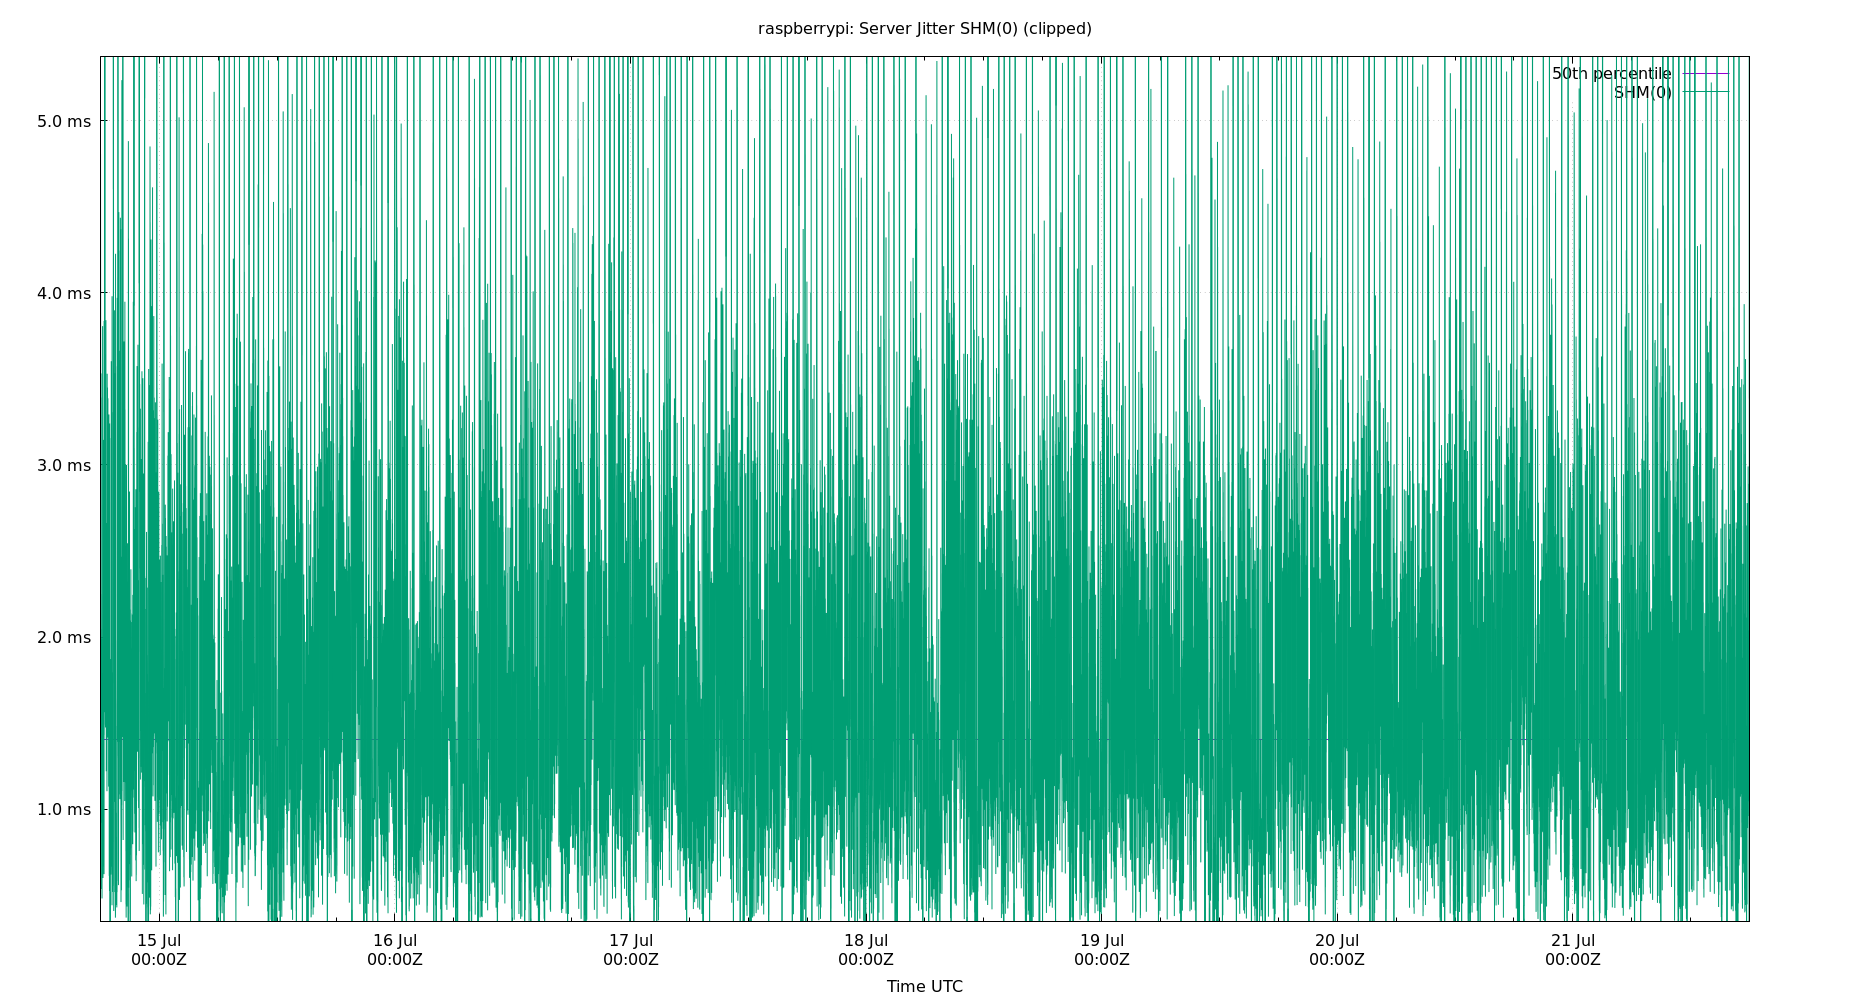 raspberrypi: Server Jitter SHM(0) (clipped)
50th percentile
SHM(0)
5.0 ms
4.0 ms
3.0 ms
2.0 ms
1.0 ms
15 Jul 16 Jul 17 Jul 18 Jul 19 Jul 20 Jul 21 Jul
00:00Z 00:00Z 00:00Z 00:00Z 00:00Z 00:00Z 00:00Z
Time UTC